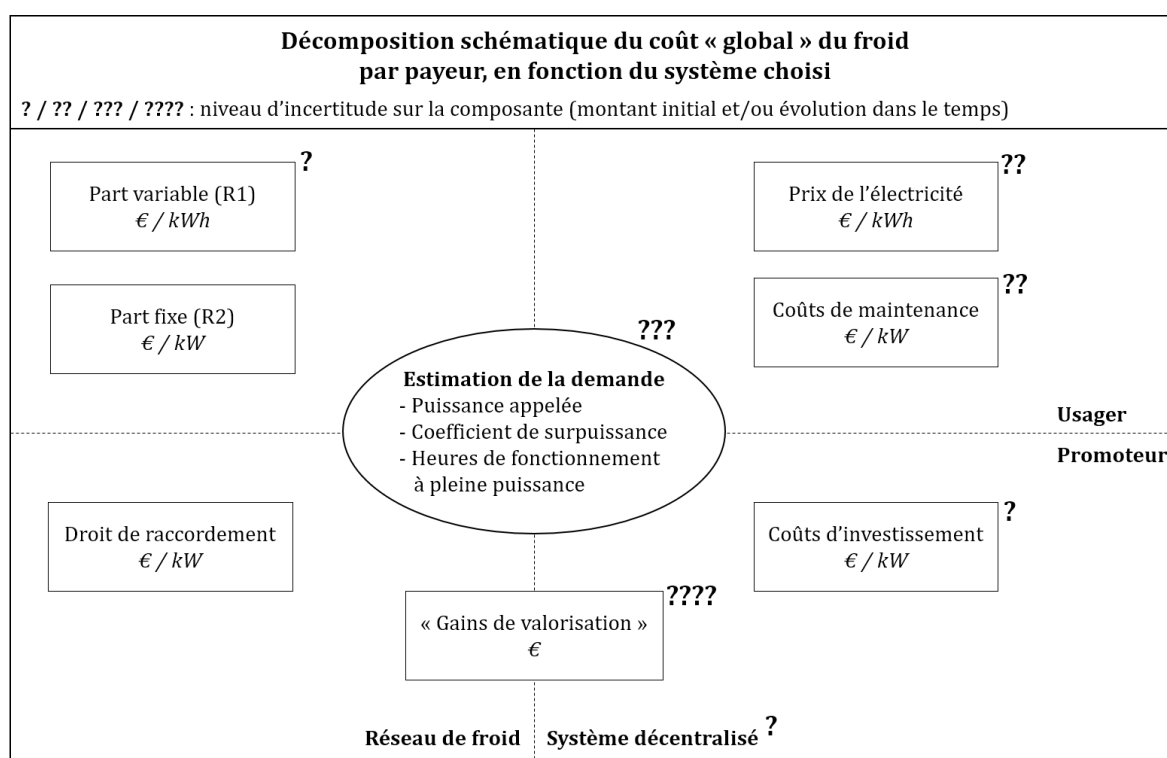 Décomposition schématique du coût « global » du froid
par payeur, en fonction du système choisi
? / ?? / ??? / ???? : niveau d'incertitude sur la composante (montant initial et/ou évolution dans le temps)
?
Part variable (R1)
€ / kWh
??
Prix de l'électricité
€ / kWh
Part fixe (R2)
€ / kW
??
Coûts de maintenance
€ / kW
???
Estimation de la demande
- Puissance appelée
- Coefficient de surpuissance
- Heures de fonctionnement
à pleine puissance
Usager
Promoteur
Droit de raccordement
€ / kW
?
Coûts d'investissement
€ / kW
????
« Gains de valorisation »
€
Réseau de froid
Système décentralisé ?